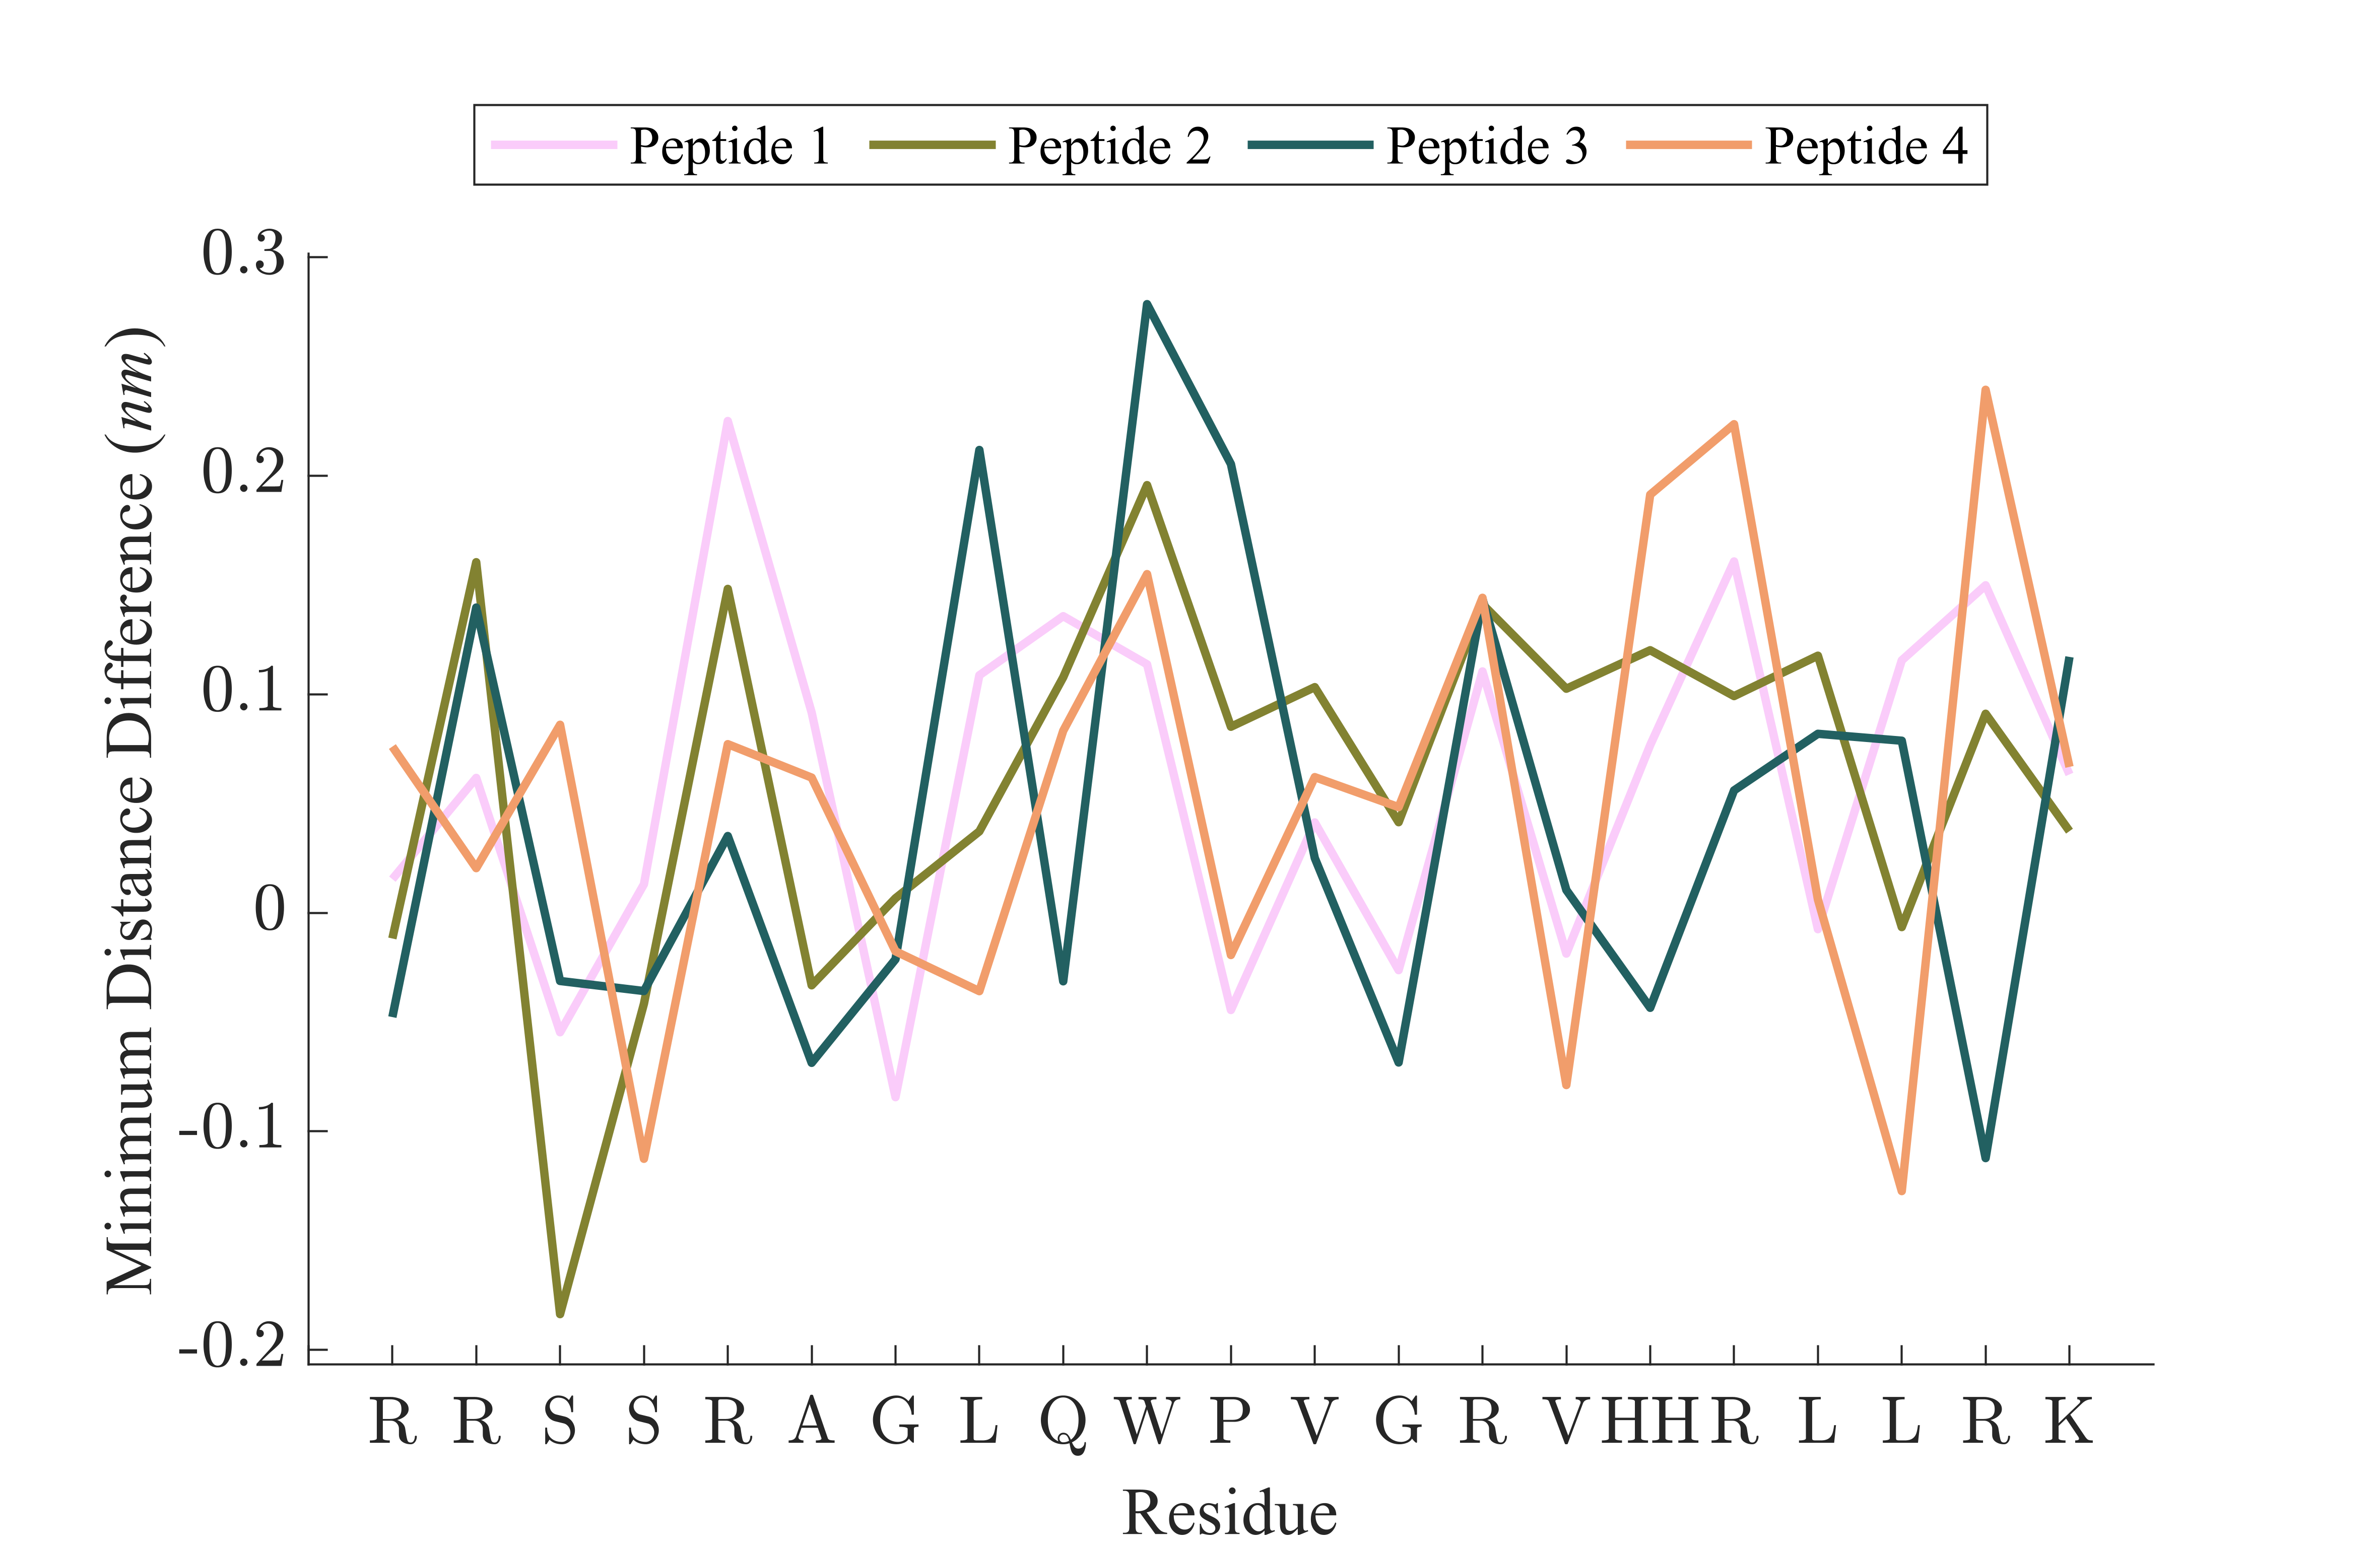 Peptide 1 Peptide 2 Peptide 3 Peptide 4
Minimum Distance Difference (nm)
0.3
0.2
0.1
0
-0.1
-0.2
R R S S R A G L Q W P V G R V HH R L L R K
Residue